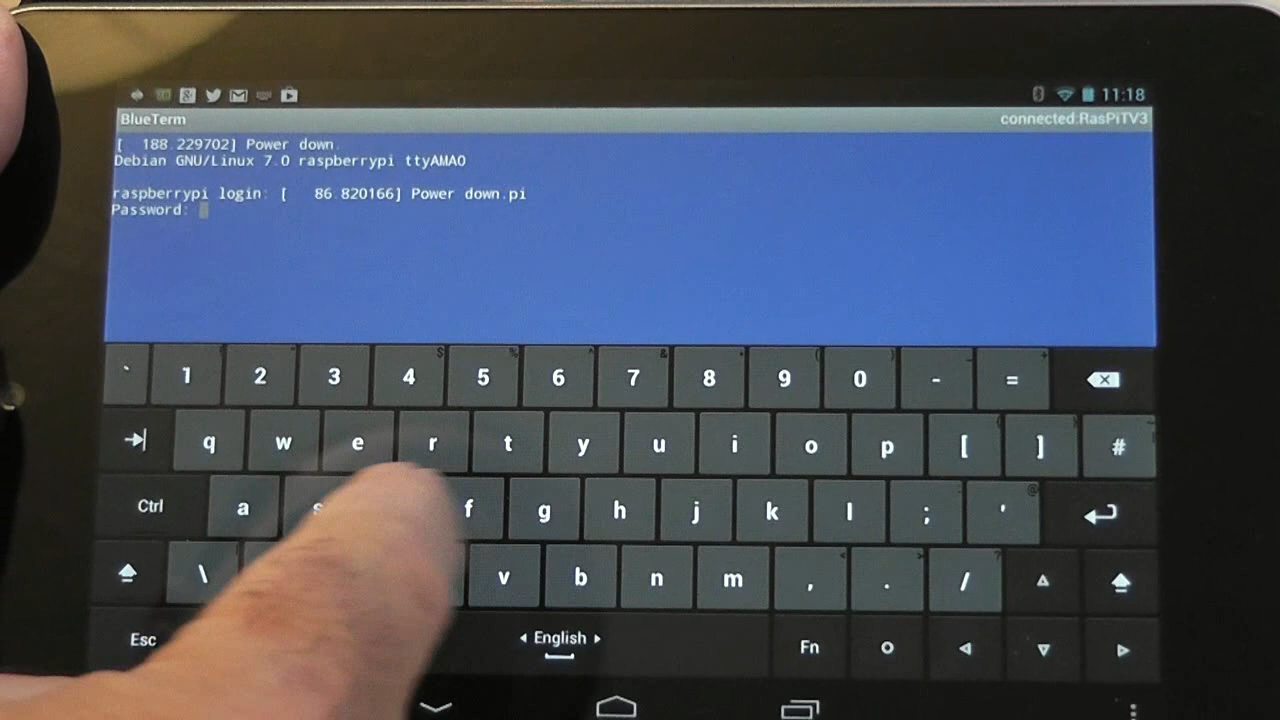 11:18
BlueTerm connected:RasPiTV3
[ 188.229702] Power down.
Debian GNU/Linux 7.0 raspberrypi ttyAMA0
raspberrypi login: [ 86.820166] Power down.pi
Password:
` 1 2 3 4 5 6 7 8 9 0 - =
q w e r t y u i o p [ ] #
Ctrl a s f g h j k l ; '
\ v b n m , . /
Esc English Fn